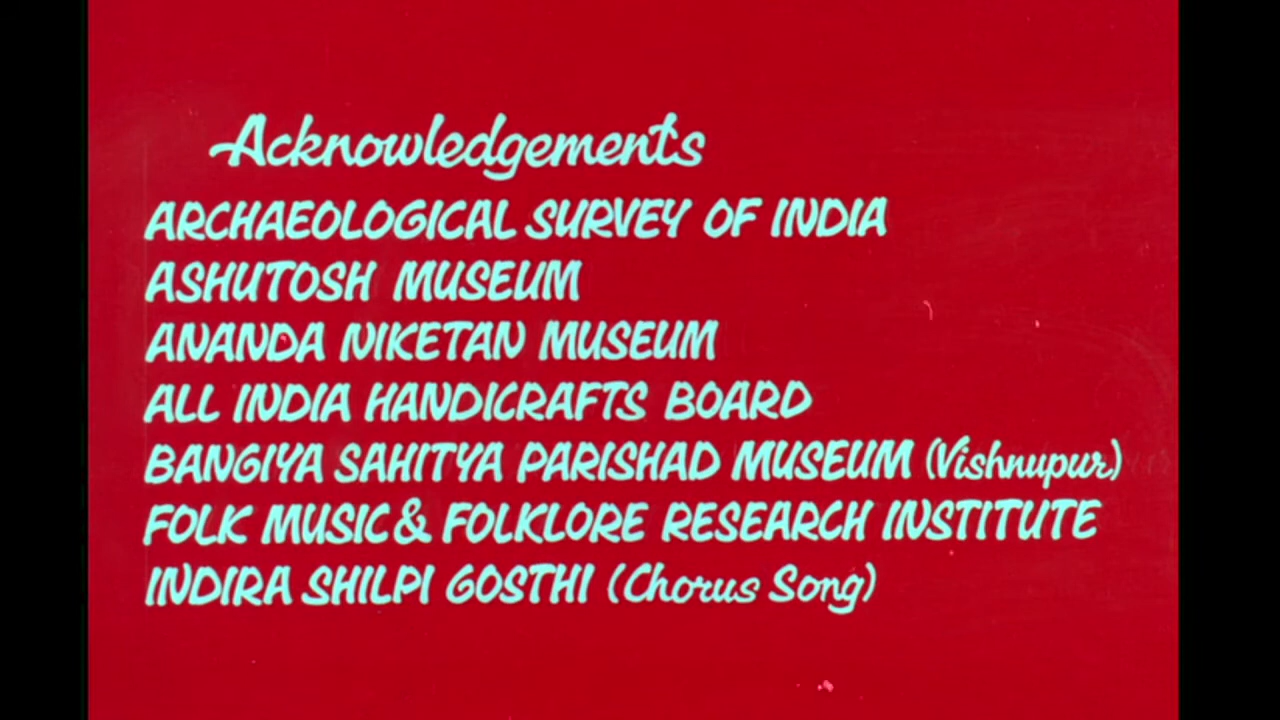 Acknowledgements
ARCHAEOLOGICAL SURVEY OF INDIA
ASHUTOSH MUSEUM
ANANDA NIKETAN MUSEUM
ALL INDIA HANDICRAFTS BOARD
BANGIYA SAHITYA PARISHAD MUSEUM (Vishnupur)
FOLK MUSIC & FOLKLORE RESEARCH INSTITUTE
INDIRA SHILPI GOSTHI (Chorus Song)